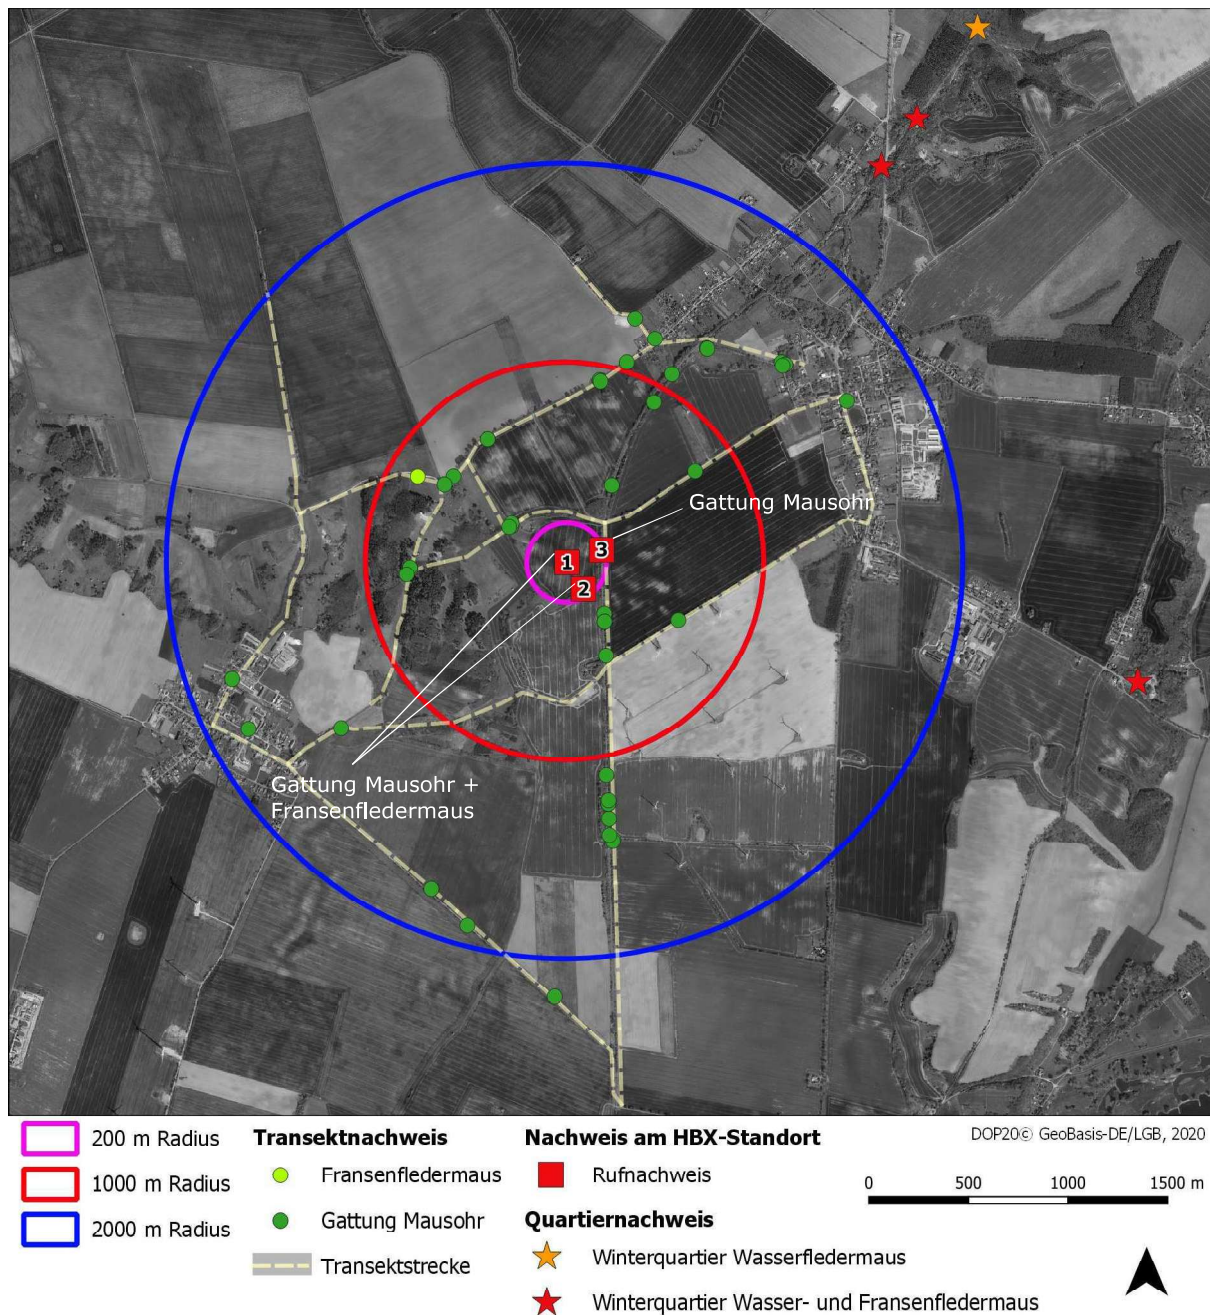 Gattung Mausohr
1
3
2
Gattung Mausohr +
Fransenfledermaus
200 m Radius
1000 m Radius
2000 m Radius
Transektnachweis
Fransenfledermaus
Gattung Mausohr
Transektstrecke
Nachweis am HBX-Standort
Rufnachweis
Quartiernachweis
Winterquartier Wasserfledermaus
Winterquartier Wasser- und Fransenfledermaus
DOP20© GeoBasis-DE/LGB, 2020
0 500 1000 1500 m